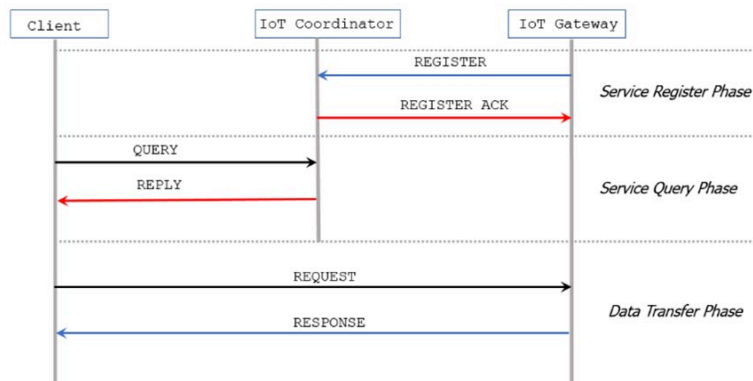 Client
IoT Coordinator
IoT Gateway
REGISTER
Service Register Phase
REGISTER ACK
QUERY
REPLY
Service Query Phase
REQUEST
Data Transfer Phase
RESPONSE